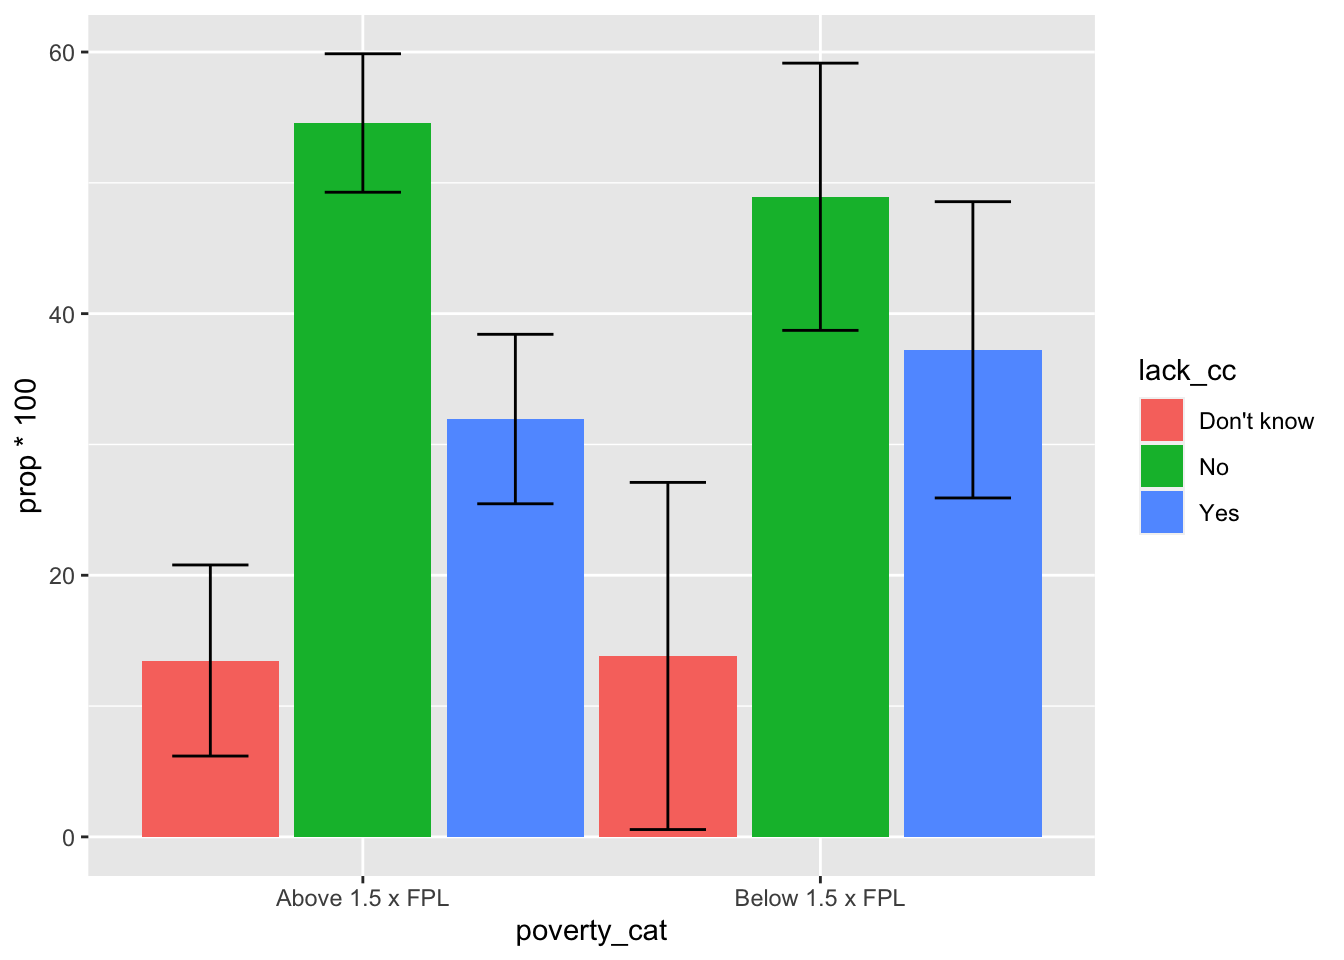 60
40
20
0
prop * 100
Above 1.5 x FPL
Below 1.5 x FPL
poverty_cat
lack_cc
Don't know
No
Yes